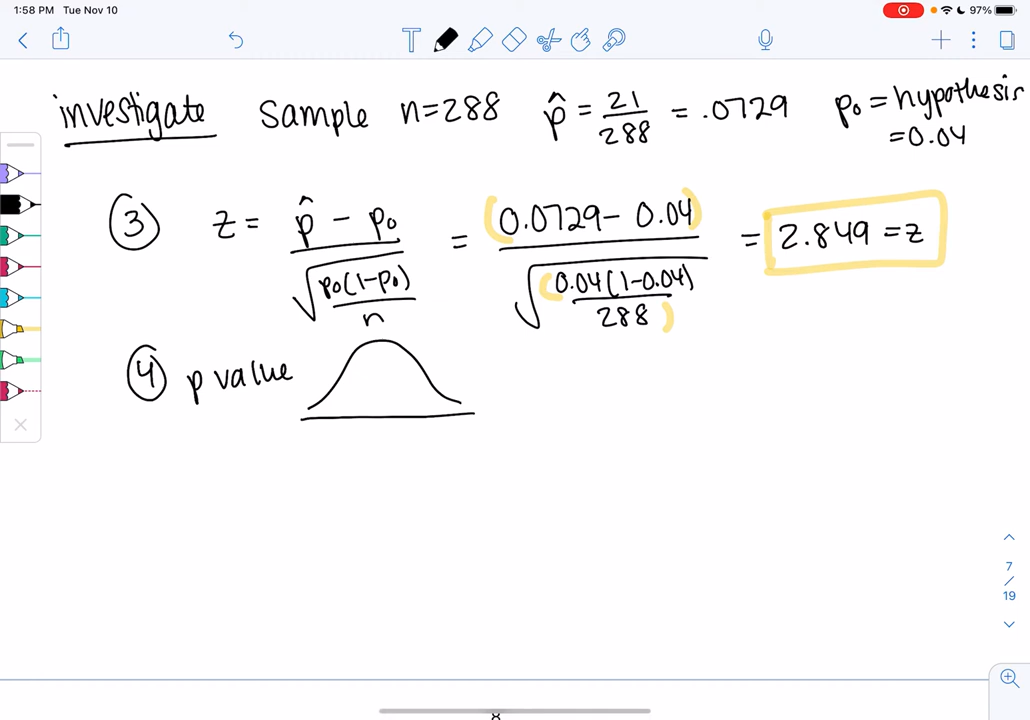 1:58 PM Tue Nov 10
97%
investigate Sample n=288 p̂ = 21/288 = .0729 p₀ = hypothesis
=0.04
③ z = (p̂ − p₀)/√(p₀(1−p₀)/n) = (0.0729 − 0.04)/√(0.04(1−0.04)/288) = 2.849 = z
④ p value
7
/
19
8